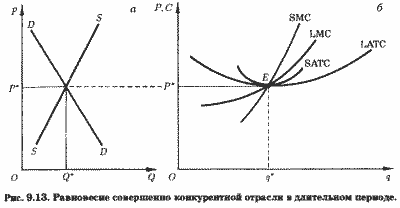 P
D
S
а
P*
S
D
O
Q*
Q
P, C
б
SMC
LMC
LATC
SATC
E
P*
O
q*
q
Рис. 9.13. Равновесие совершенно конкурентной отрасли в длительном периоде.